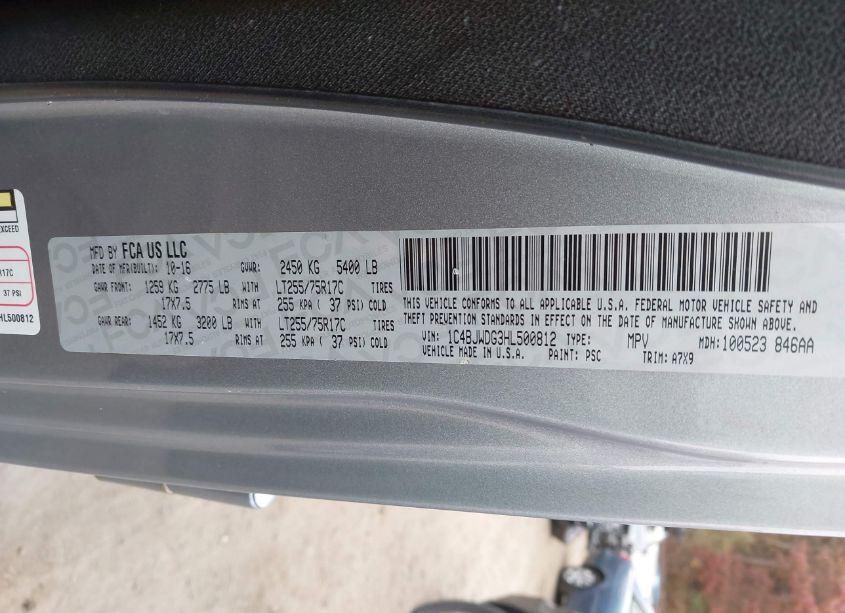 EXCEED
R17C
37 PSI
HL500812
MFD BY FCA US LLC
DATE OF MFR(BUILT): 10-16 GVWR: 2450 KG 5400 LB
GAWR FRONT: 1259 KG 2775 LB WITH LT255/75R17C TIRES
17X7.5 RIMS AT 255 KPA ( 37 PSI) COLD
GAWR REAR: 1452 KG 3200 LB WITH LT255/75R17C TIRES
17X7.5 RIMS AT 255 KPA ( 37 PSI) COLD
THIS VEHICLE CONFORMS TO ALL APPLICABLE U.S.A. FEDERAL MOTOR VEHICLE SAFETY AND
THEFT PREVENTION STANDARDS IN EFFECT ON THE DATE OF MANUFACTURE SHOWN ABOVE.
VIN: 1C4BJWDG3HL500812 TYPE: MPV MDH: 100523 846AA
VEHICLE MADE IN U.S.A. PAINT: PSC TRIM: A7X9